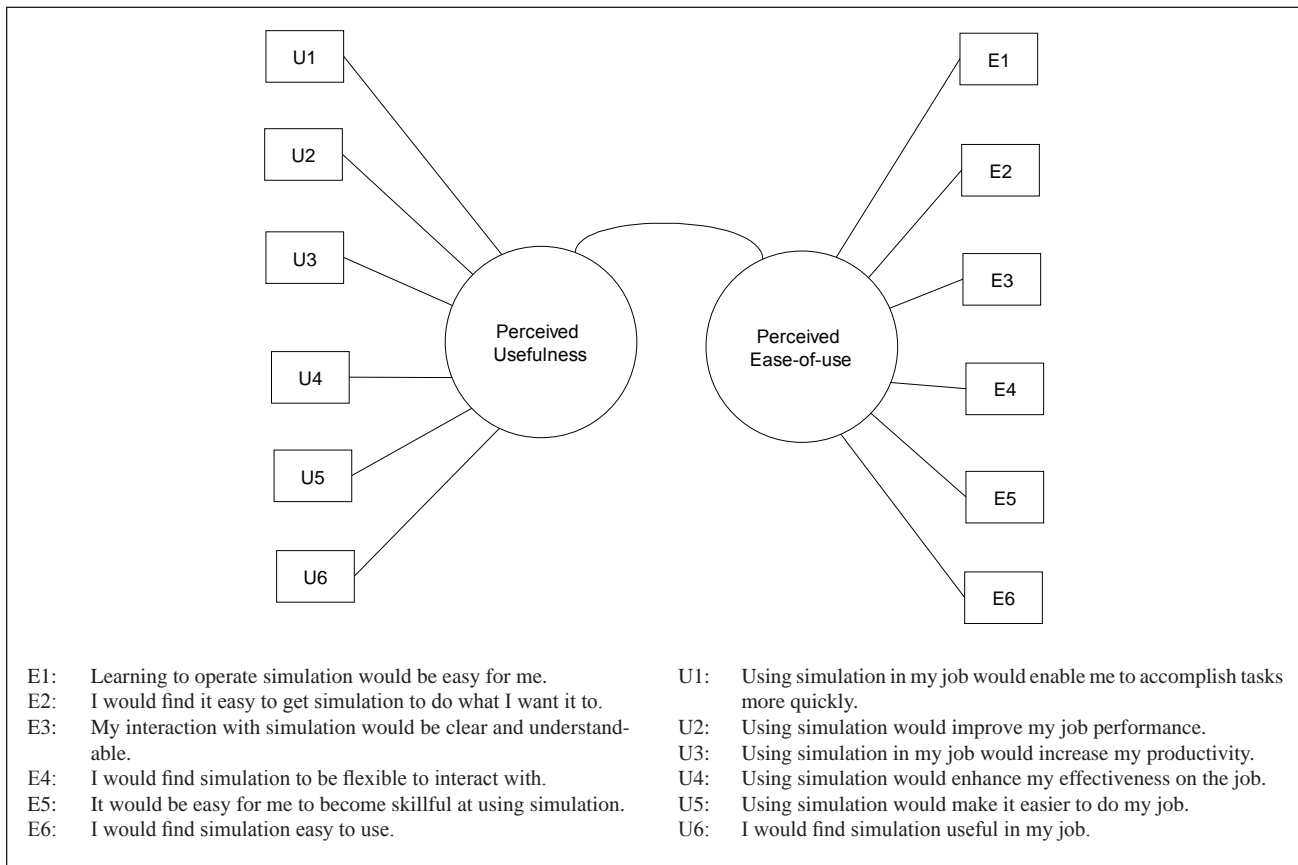 U1
U2
U3
U4
U5
U6
Perceived
Usefulness
Perceived
Ease-of-use
E1
E2
E3
E4
E5
E6
E1: Learning to operate simulation would be easy for me.
E2: I would find it easy to get simulation to do what I want it to.
E3: My interaction with simulation would be clear and understand-
able.
E4: I would find simulation to be flexible to interact with.
E5: It would be easy for me to become skillful at using simulation.
E6: I would find simulation easy to use.
U1: Using simulation in my job would enable me to accomplish tasks
more quickly.
U2: Using simulation would improve my job performance.
U3: Using simulation in my job would increase my productivity.
U4: Using simulation would enhance my effectiveness on the job.
U5: Using simulation would make it easier to do my job.
U6: I would find simulation useful in my job.